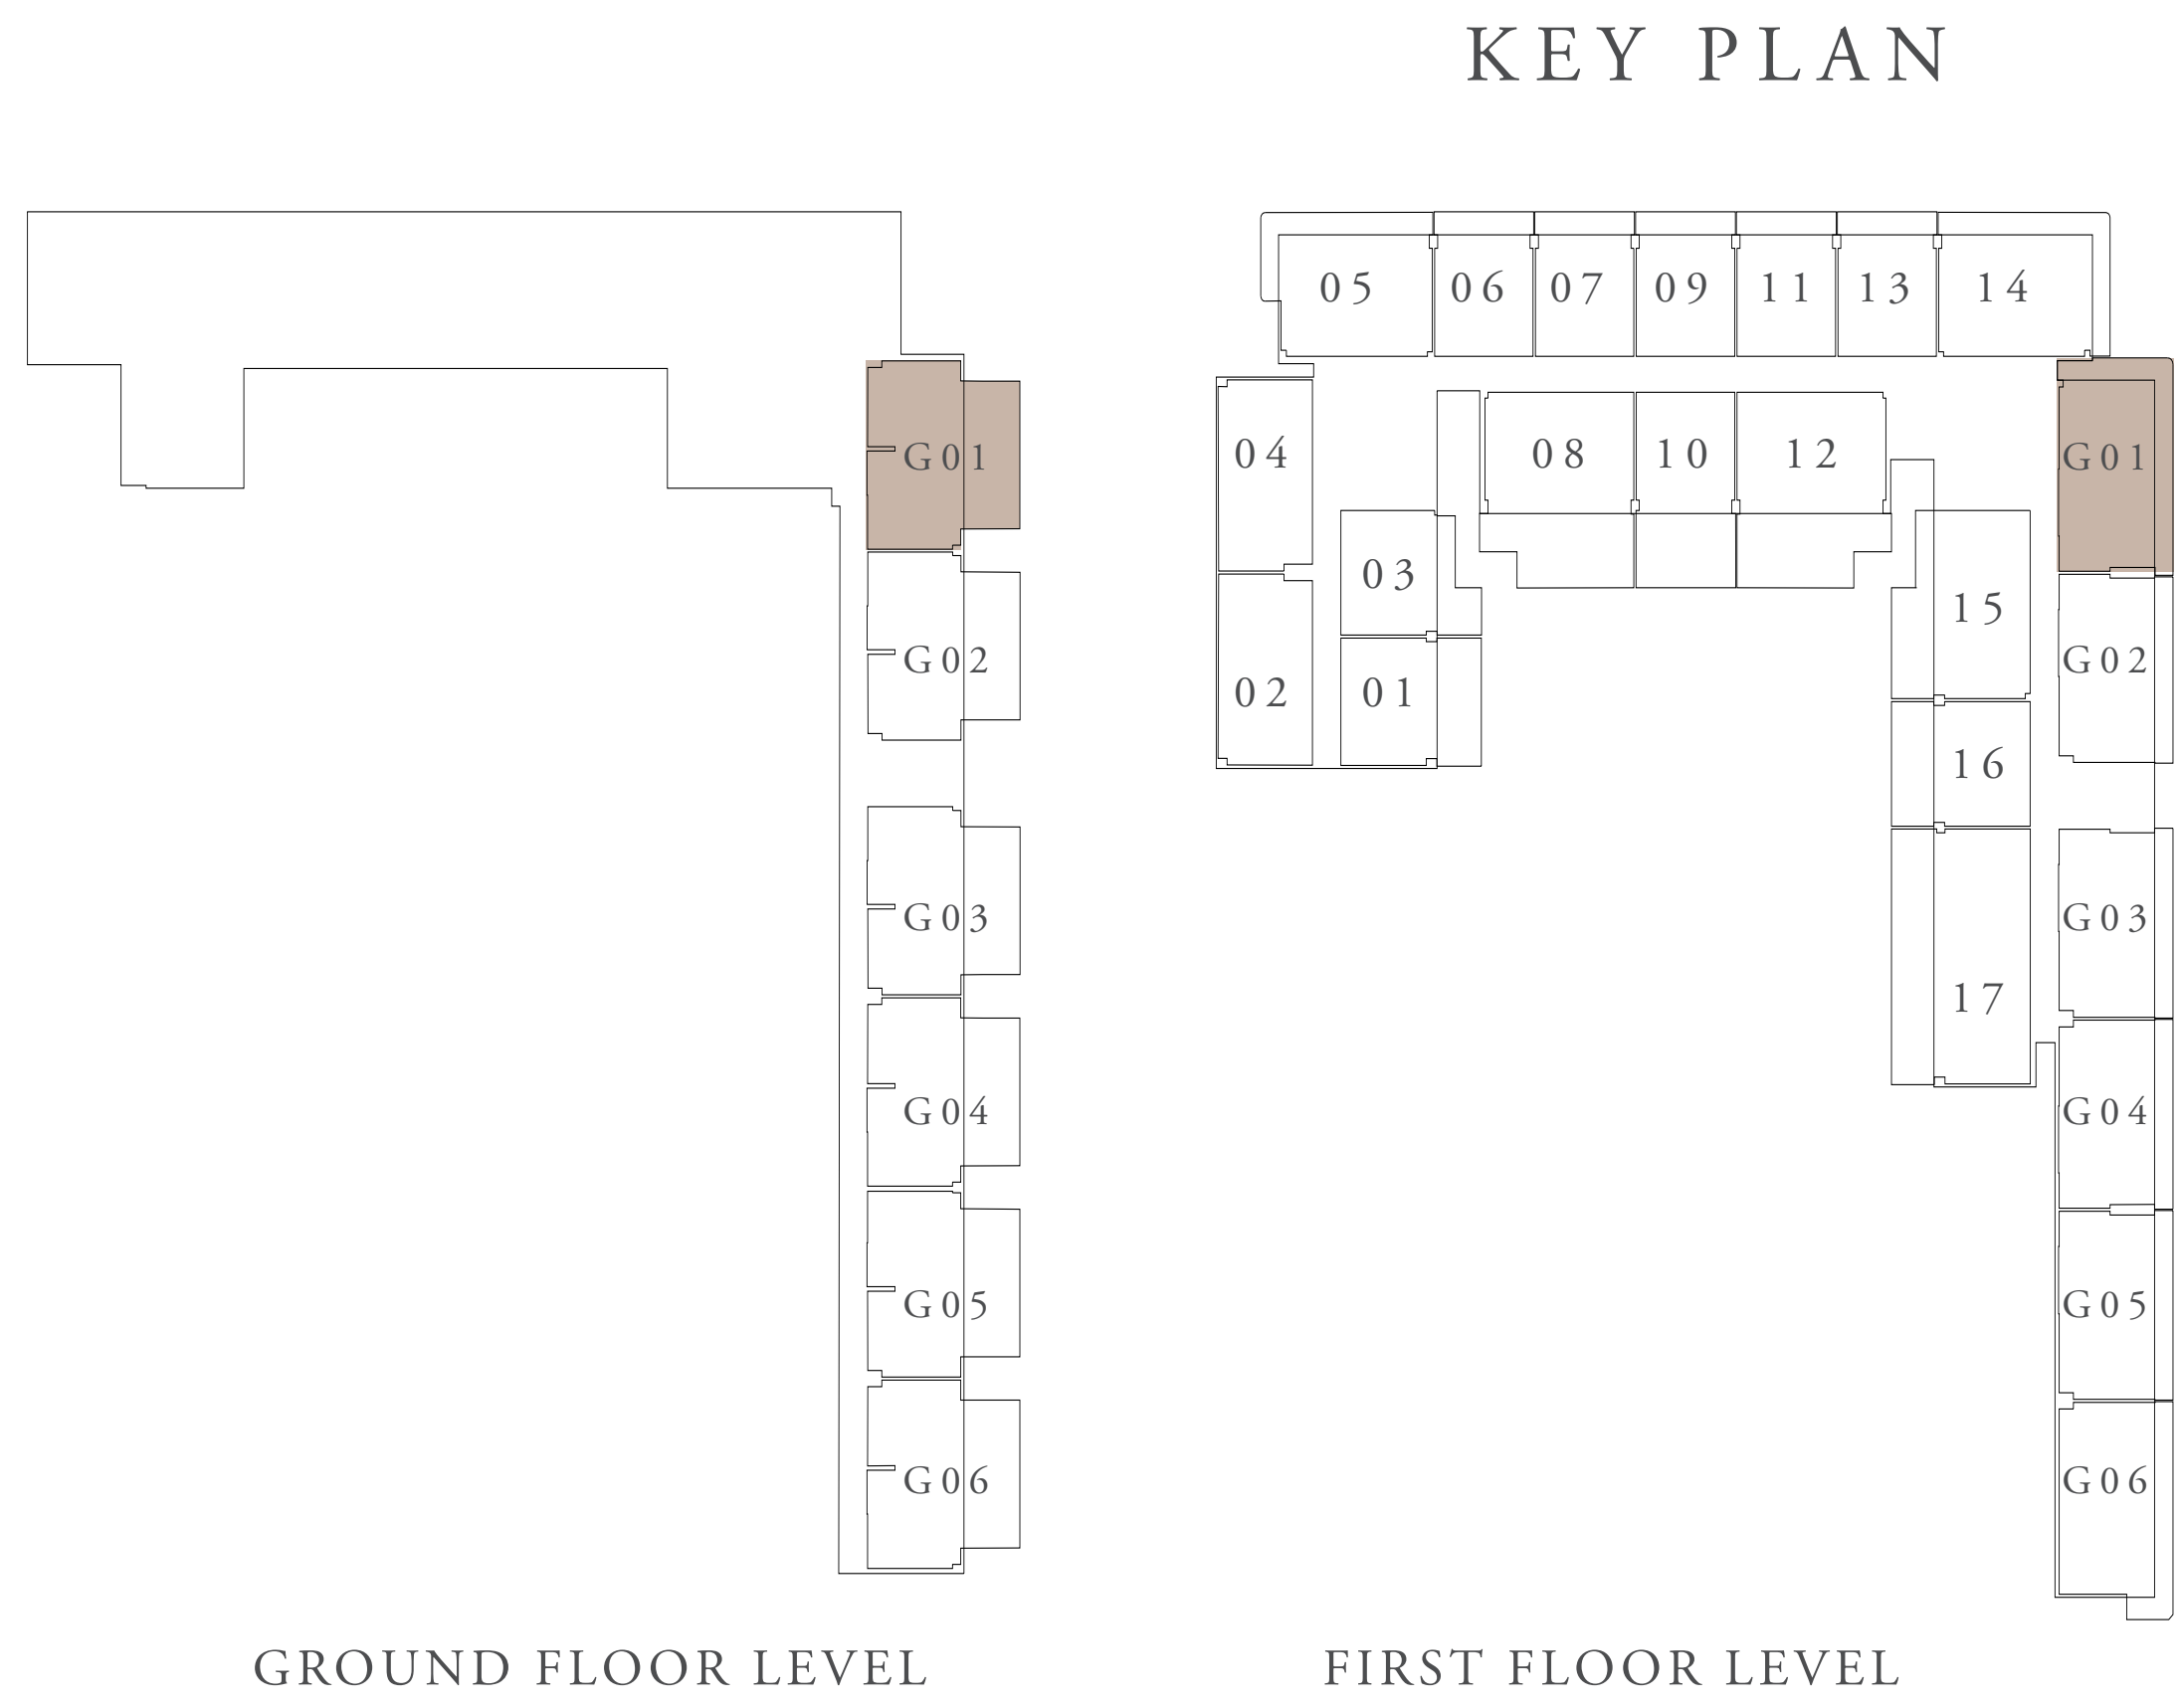 KEY PLAN
G01
G02
G03
G04
G05
G06
GROUND FLOOR LEVEL
05 06 07 09 11 13 14
04 08 10 12 G01
03
15
G02
02 01
16
G03
17
G04
G05
G06
FIRST FLOOR LEVEL